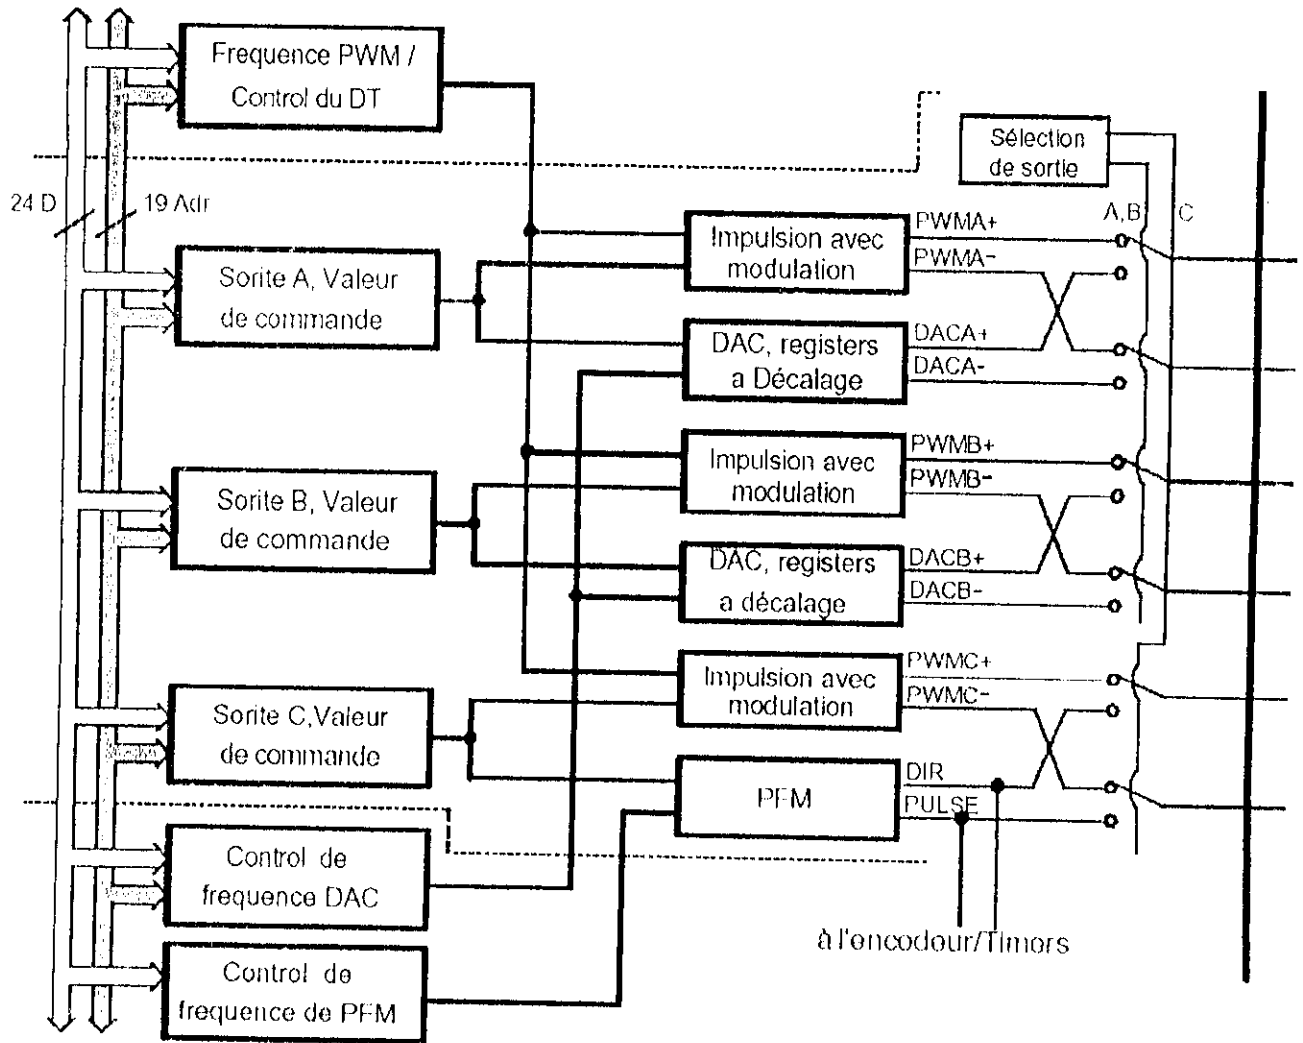 Frequence PWM /
Control du DT
Sélection
de sortie
24 D
19 Adr
A,B
C
Sorite A, Valeur
de commande
Impulsion avec
modulation
PWMA+
PWMA-
DAC, registers
a Décalage
DACA+
DACA-
Sorite B, Valeur
de commande
Impulsion avec
modulation
PWMB+
PWMB-
DAC, registers
a décalage
DACB+
DACB-
Sorite C,Valeur
de commande
Impulsion avec
modulation
PWMC+
PWMC-
PFM
DIR
PULSE
Control de
frequence DAC
Control de
frequence de PFM
à l'encodour/Timors